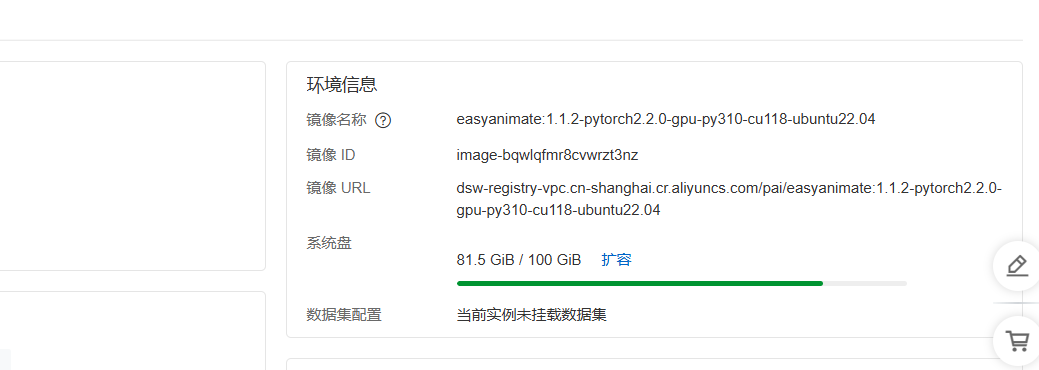 环境信息
镜像名称 ? easyanimate:1.1.2-pytorch2.2.0-gpu-py310-cu118-ubuntu22.04
镜像 ID image-bqwlqfmr8cvwrzt3nz
镜像 URL dsw-registry-vpc.cn-shanghai.cr.aliyuncs.com/pai/easyanimate:1.1.2-pytorch2.2.0-
gpu-py310-cu118-ubuntu22.04
系统盘
81.5 GiB / 100 GiB 扩容
数据集配置 当前实例未挂载数据集